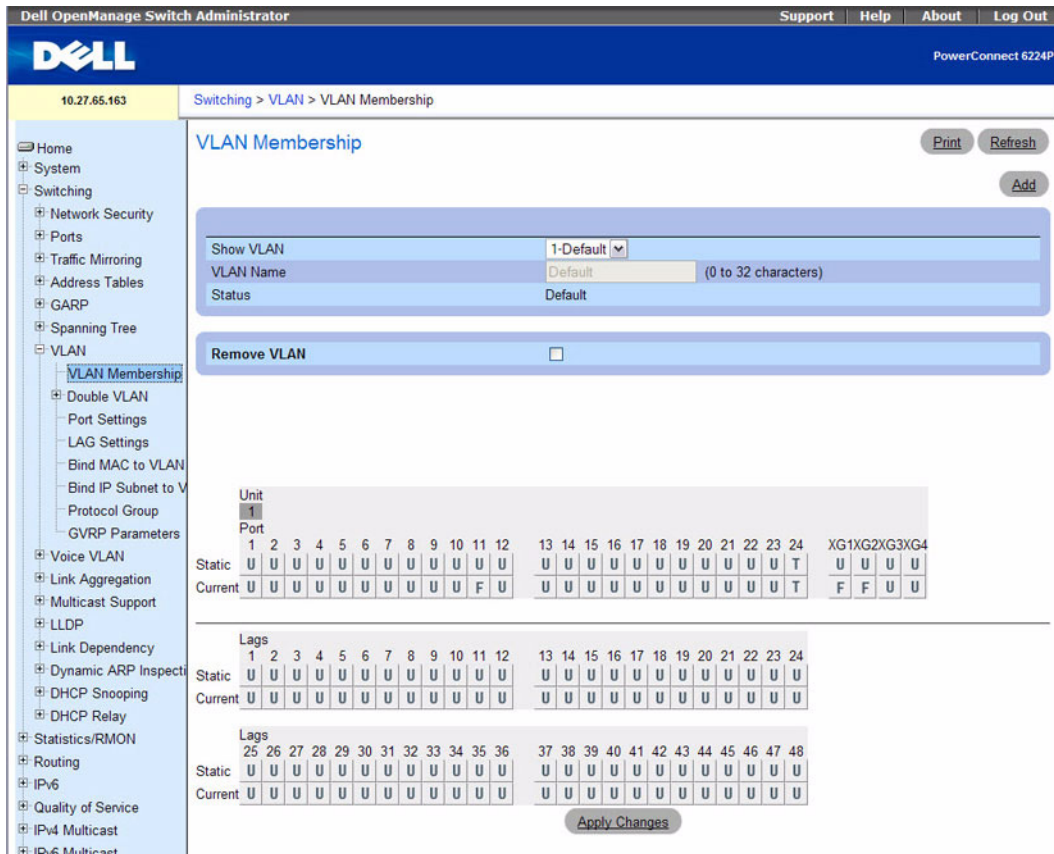 Dell OpenManage Switch Administrator
Support Help About Log Out
DELL
PowerConnect 6224P
10.27.65.163
Switching > VLAN > VLAN Membership
Home
System
Switching
Network Security
Ports
Traffic Mirroring
Address Tables
GARP
Spanning Tree
VLAN
VLAN Membership
Double VLAN
Port Settings
LAG Settings
Bind MAC to VLAN
Bind IP Subnet to V
Protocol Group
GVRP Parameters
Voice VLAN
Link Aggregation
Multicast Support
LLDP
Link Dependency
Dynamic ARP Inspecti
DHCP Snooping
DHCP Relay
Statistics/RMON
Routing
IPv6
Quality of Service
IPv4 Multicast
IPv6 Multicast
VLAN Membership
Print Refresh
Add
Show VLAN 1-Default
VLAN Name Default (0 to 32 characters)
Status Default
Remove VLAN
Unit
1
Port
1 2 3 4 5 6 7 8 9 10 11 12 13 14 15 16 17 18 19 20 21 22 23 24 XG1 XG2 XG3 XG4
Static U U U U U U U U U U U U U U U U U U U U U U U T U U U U
Current U U U U U U U U U U F U U U U U U U U U U U U T F F U U
Lags
1 2 3 4 5 6 7 8 9 10 11 12 13 14 15 16 17 18 19 20 21 22 23 24
Static U U U U U U U U U U U U U U U U U U U U U U U U
Current U U U U U U U U U U U U U U U U U U U U U U U U
Lags
25 26 27 28 29 30 31 32 33 34 35 36 37 38 39 40 41 42 43 44 45 46 47 48
Static U U U U U U U U U U U U U U U U U U U U U U U U
Current U U U U U U U U U U U U U U U U U U U U U U U U
Apply Changes